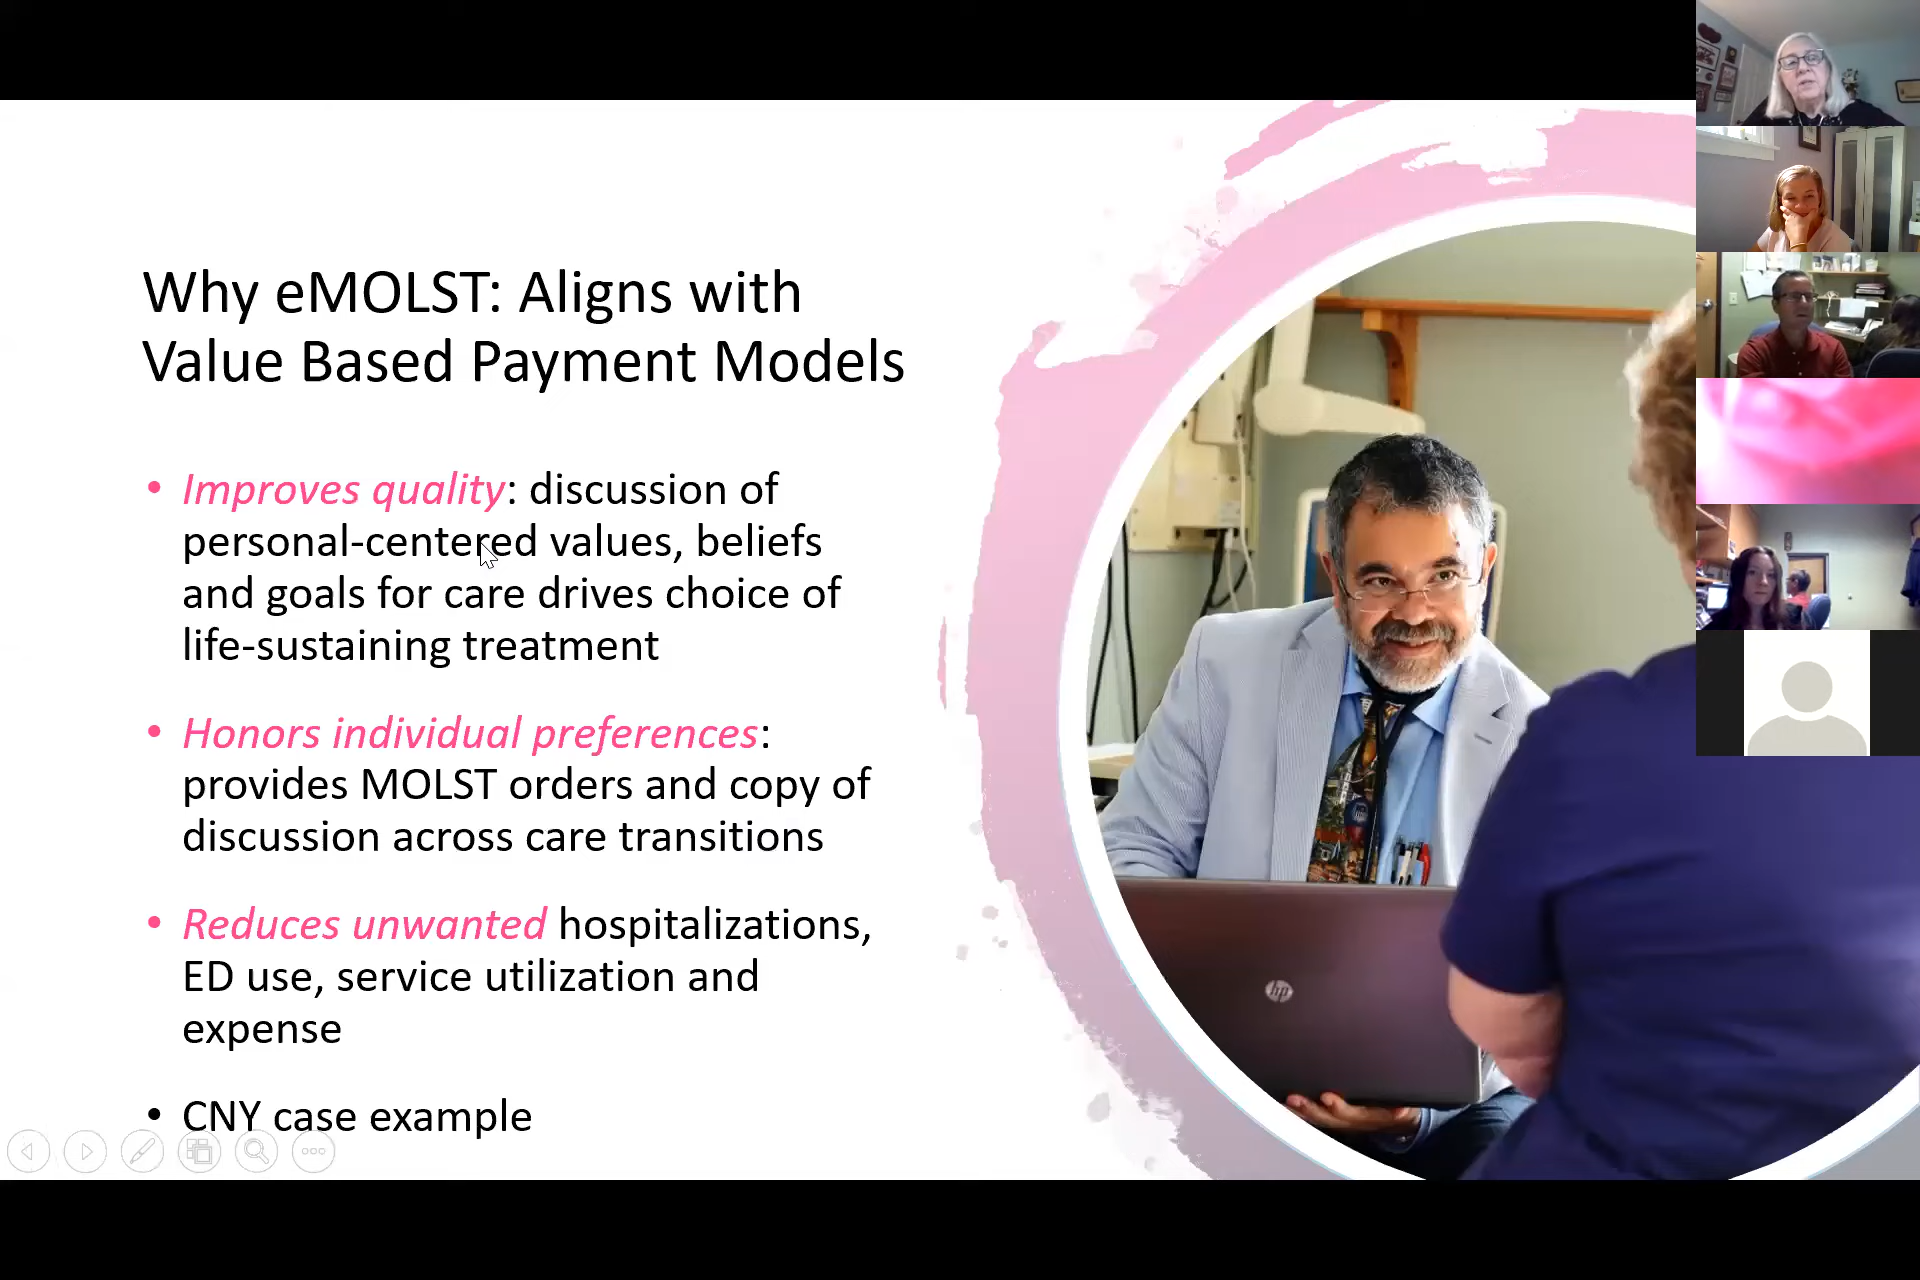 Why eMOLST: Aligns with
Value Based Payment Models
• Improves quality: discussion of
personal-centered values, beliefs
and goals for care drives choice of
life-sustaining treatment
• Honors individual preferences:
provides MOLST orders and copy of
discussion across care transitions
• Reduces unwanted hospitalizations,
ED use, service utilization and
expense
• CNY case example
hp